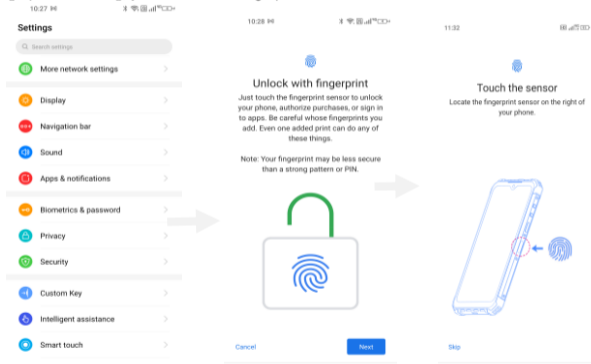 10:27
Settings
Search settings
More network settings
Display
Navigation bar
Sound
Apps & notifications
Biometrics & password
Privacy
Security
Custom Key
Intelligent assistance
Smart touch
10:28
Unlock with fingerprint
Just touch the fingerprint sensor to unlock
your phone, authorize purchases, or sign in
to apps. Be careful whose fingerprints you
add. Even one added print can do any of
these things.
Note: Your fingerprint may be less secure
than a strong pattern or PIN.
Cancel
Next
11:32
Touch the sensor
Locate the fingerprint sensor on the right of
your phone.
Skip